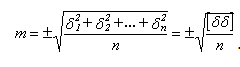 m = ±√((δ₁² + δ₂² + ... + δₙ²)/n) = ±√([δδ]/n).